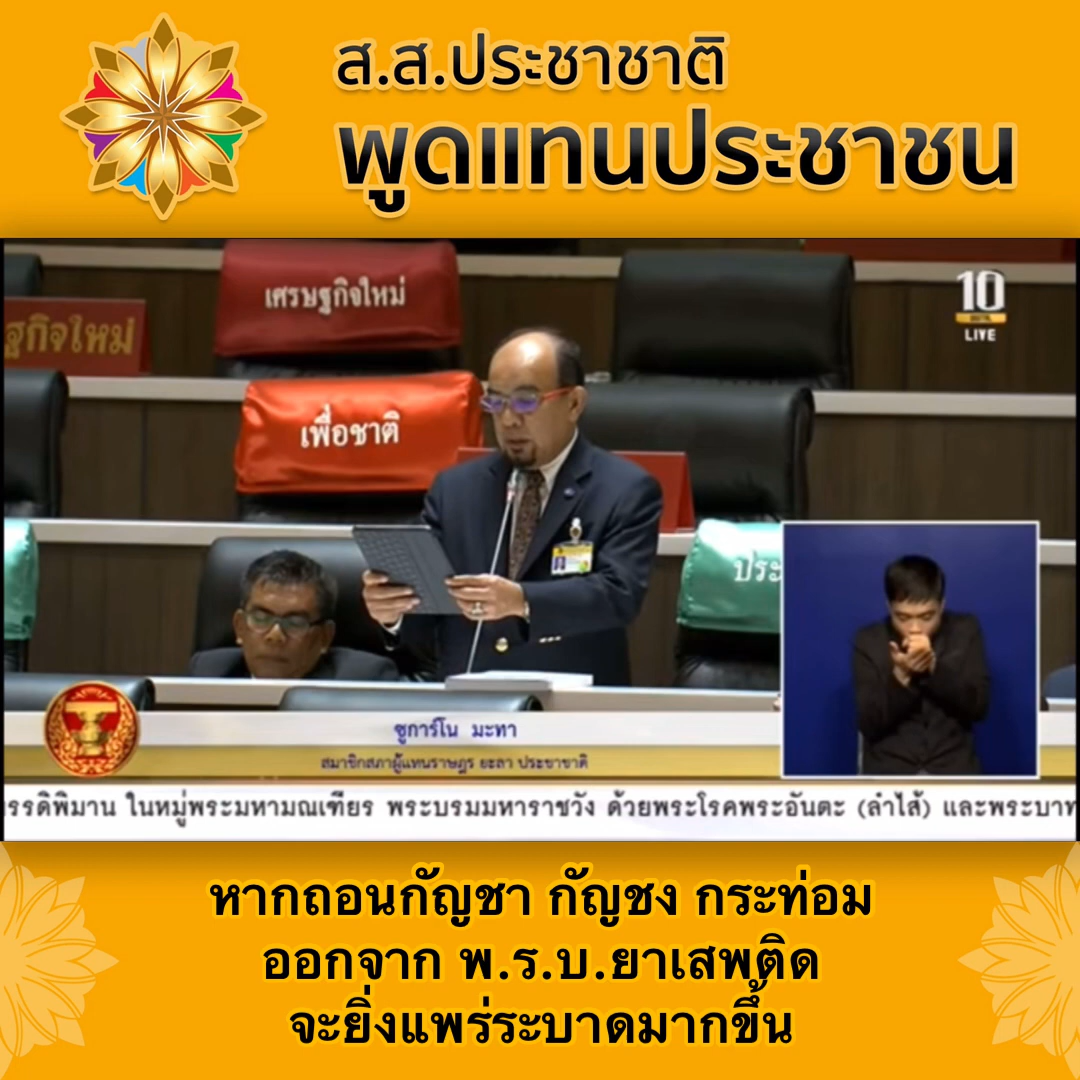 ส.ส.ประชาชาติ
พูดแทนประชาชน
เศรษฐกิจใหม่
ฐกิจใหม่
10
LIVE
เพื่อชาติ
ประ
ซูการ์โน มะทา
สมาชิกสภาผู้แทนราษฎร ยะลา ประชาชาติ
รรดิพิมาน ในหมู่พระมหามณเฑียร พระบรมมหาราชวัง ด้วยพระโรคพระอันตะ (ลำไส้) และพระบาท
หากถอนกัญชา กัญชง กระท่อม
ออกจาก พ.ร.บ.ยาเสพติด
จะยิ่งแพร่ระบาดมากขึ้น